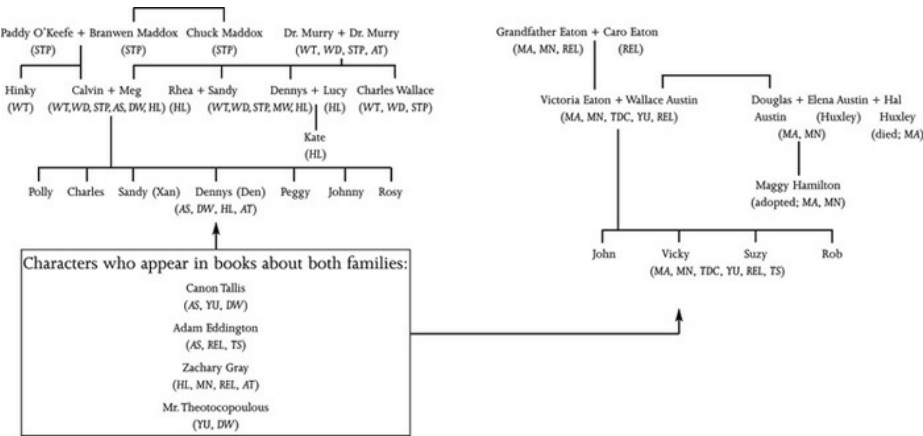 Paddy O'Keefe + Branwen Maddox Chuck Maddox Dr. Murry + Dr. Murry
(STP) (STP) (WT, WD, STP, AT)
Hinky Calvin + Meg Rhea + Sandy Dennys + Lucy Charles Wallace
(WT) (WT,WD, STP, AS, DW, HL) (HL) (WT,WD, STP, MW, HL) (HL) (WT, WD, STP)
Kate
(HL)
Polly Charles Sandy (Xan) Dennys (Den) Peggy Johnny Rosy
(AS, DW, HL, AT)
Characters who appear in books about both families:
Canon Tallis
(AS, YU, DW)
Adam Eddington
(AS, REL, TS)
Zachary Gray
(HL, MN, REL, AT)
Mr. Theotocopoulous
(YU, DW)
Grandfather Eaton + Caro Eaton
(MA, MN, REL) (REL)
Victoria Eaton + Wallace Austin
(MA, MN, TDC, YU, REL)
Douglas + Elena Austin + Hal
Austin (Huxley) Huxley
(MA, MN) (died; MA)
Maggy Hamilton
(adopted; MA, MN)
John Vicky Suzy Rob
(MA, MN, TDC, YU, REL, TS)